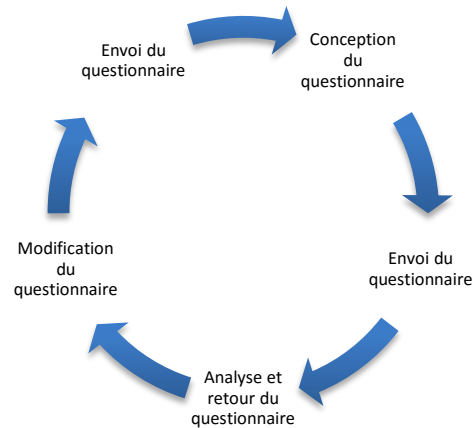 Envoi du
questionnaire
Conception
du
questionnaire
Envoi du
questionnaire
Analyse et
retour du
questionnaire
Modification
du
questionnaire